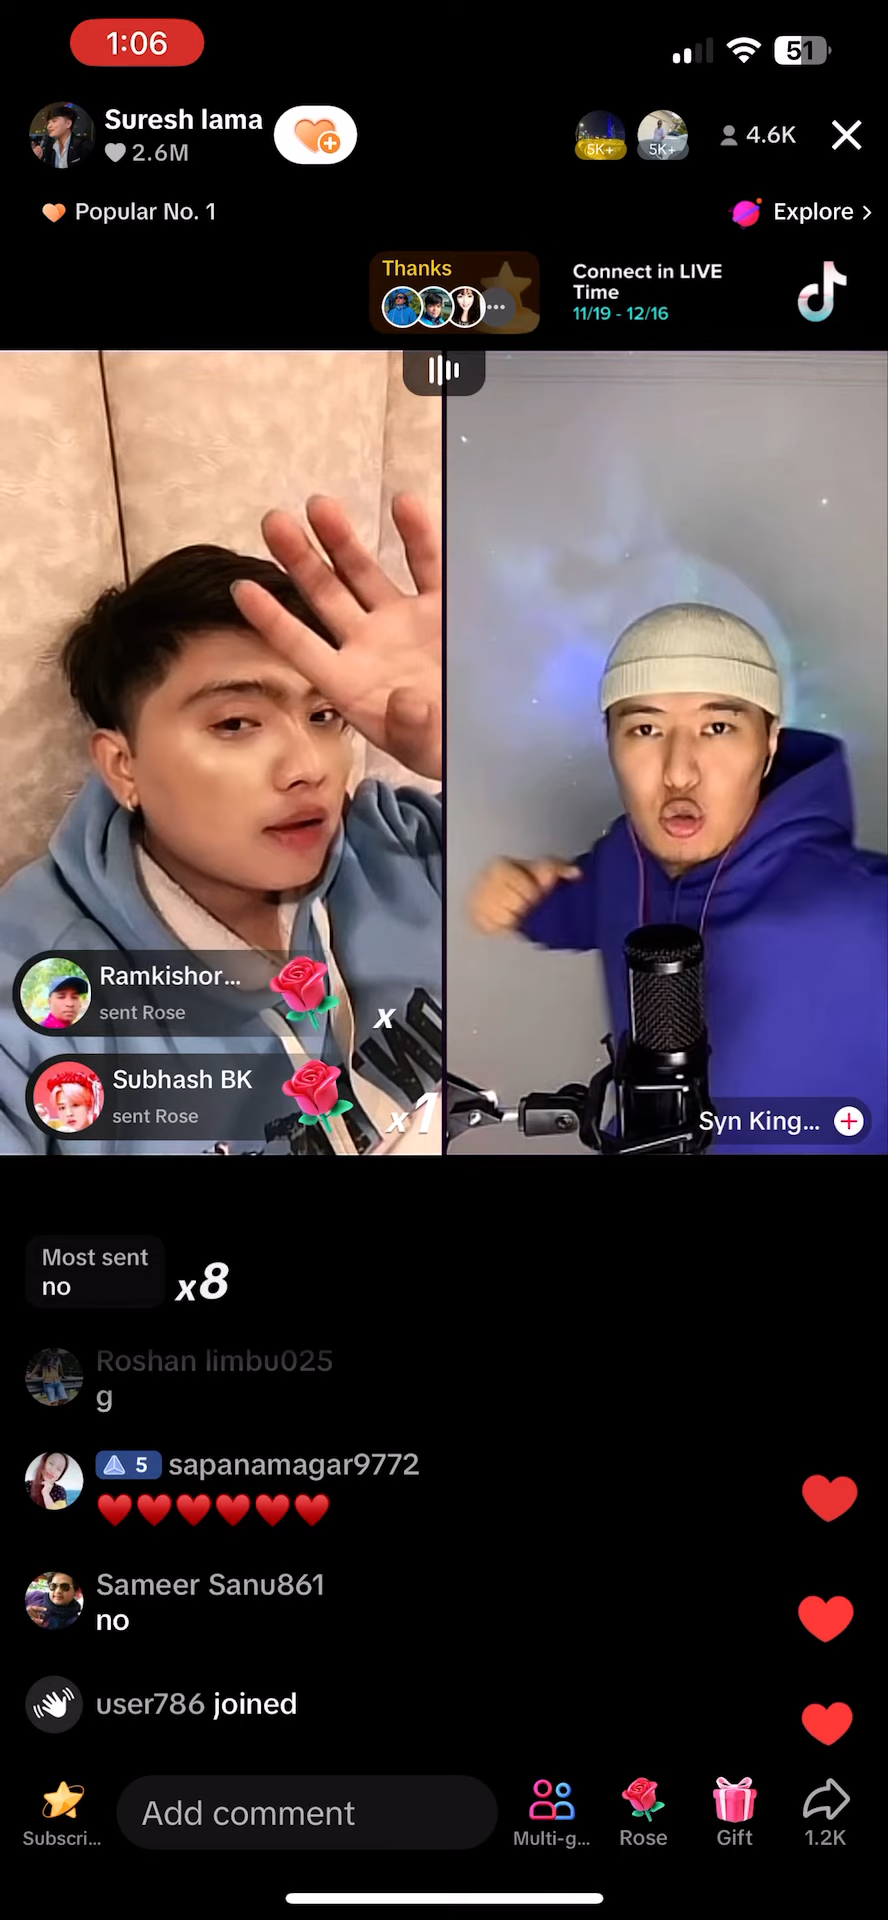 1:06
51
Suresh lama
2.6M
5K+
5K+
4.6K
Popular No. 1
Explore >
Thanks
Connect in LIVE
Time
11/19 - 12/16
Ramkishor...
sent Rose
x
Subhash BK
sent Rose
x1
Syn King...
Most sent
no
x8
Roshan limbu025
g
5 sapanamagar9772
♥♥♥♥♥♥
Sameer Sanu861
no
user786 joined
Subscri...
Add comment
Multi-g...
Rose
Gift
1.2K